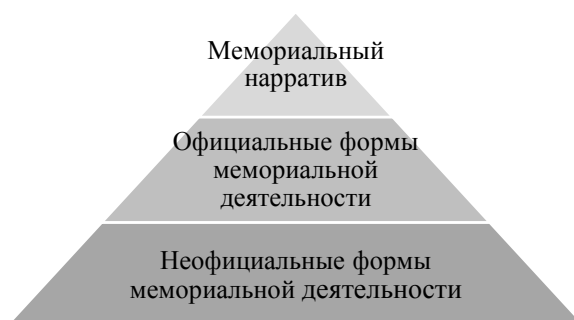 Мемориальный
нарратив
Официальные формы
мемориальной
деятельности
Неофициальные формы
мемориальной деятельности